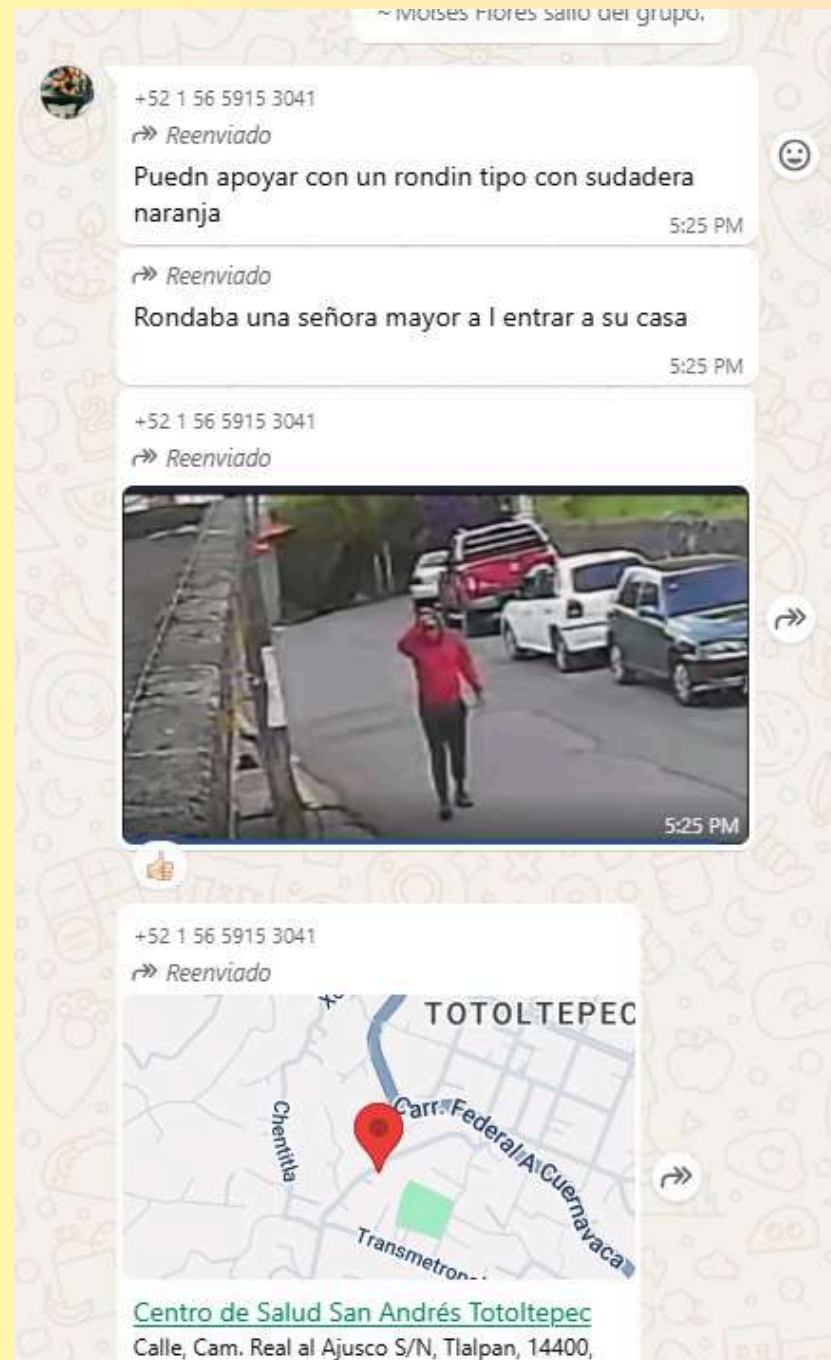 ~ Moisés Flores salió del grupo.
+52 1 56 5915 3041
Reenviado
Puedn apoyar con un rondin tipo con sudadera
naranja
5:25 PM
Reenviado
Rondaba una señora mayor a l entrar a su casa
5:25 PM
+52 1 56 5915 3041
Reenviado
5:25 PM
+52 1 56 5915 3041
Reenviado
TOTOLTEPEC
Chentitla
Carr. Federal A Cuernavaca
Centro de Salud San Andrés Totoltepec
Calle, Cam. Real al Ajusco S/N, Tlalpan, 14400,